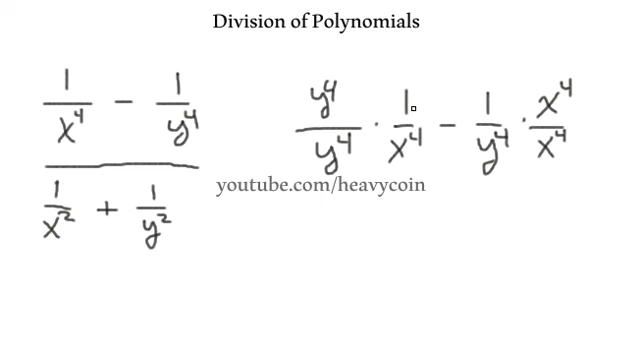 Division of Polynomials
1/x⁴ − 1/y⁴
1/x² + 1/y²
y⁴/y⁴ · 1/x⁴ − 1/y⁴ · x⁴/x⁴
youtube.com/heavycoin